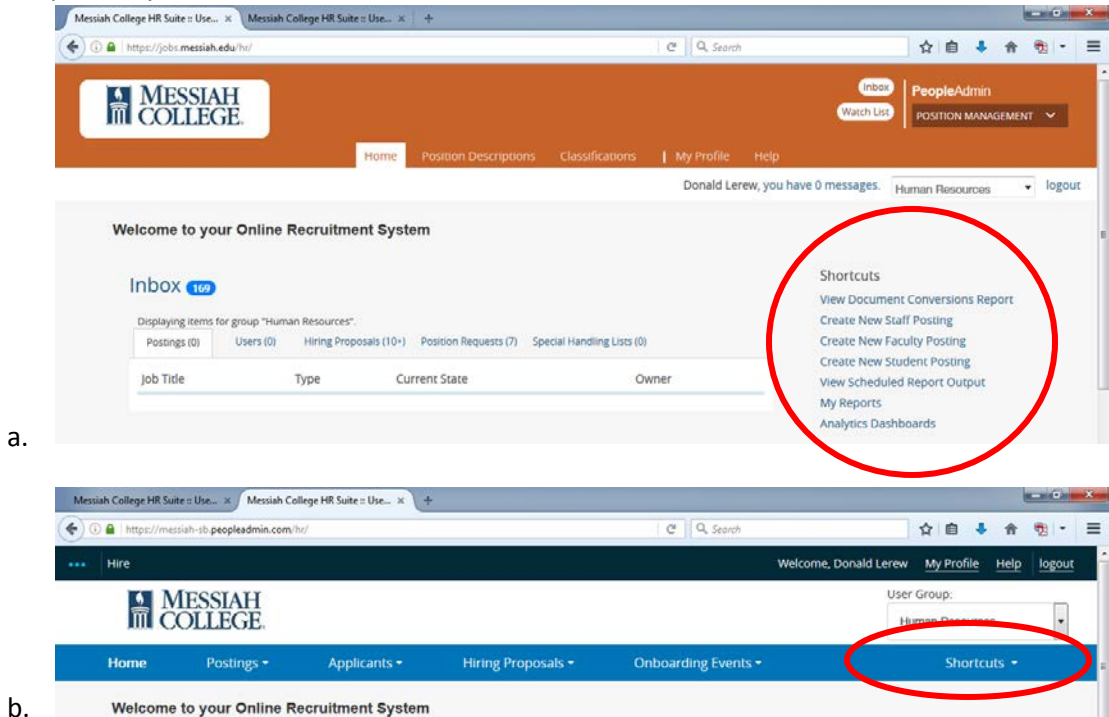 Messiah College HR Suite :: Use... × Messiah College HR Suite :: Use... × +
https://jobs.messiah.edu/hr/ Search
MESSIAH
COLLEGE
Inbox
Watch List
PeopleAdmin
POSITION MANAGEMENT
Home Position Descriptions Classifications | My Profile Help
Donald Lerew, you have 0 messages. Human Resources logout
Welcome to your Online Recruitment System
Inbox 169
Displaying items for group "Human Resources".
Postings (0) Users (0) Hiring Proposals (10+) Position Requests (7) Special Handling Lists (0)
Job Title Type Current State Owner
Shortcuts
View Document Conversions Report
Create New Staff Posting
Create New Faculty Posting
Create New Student Posting
View Scheduled Report Output
My Reports
Analytics Dashboards
a.
Messiah College HR Suite :: Use... × Messiah College HR Suite :: Use... × +
https://messiah-sb.peopleadmin.com/hr/ Search
Hire Welcome, Donald Lerew My Profile Help logout
MESSIAH
COLLEGE
User Group:
Human Resources
Home Postings Applicants Hiring Proposals Onboarding Events Shortcuts
b.
Welcome to your Online Recruitment System